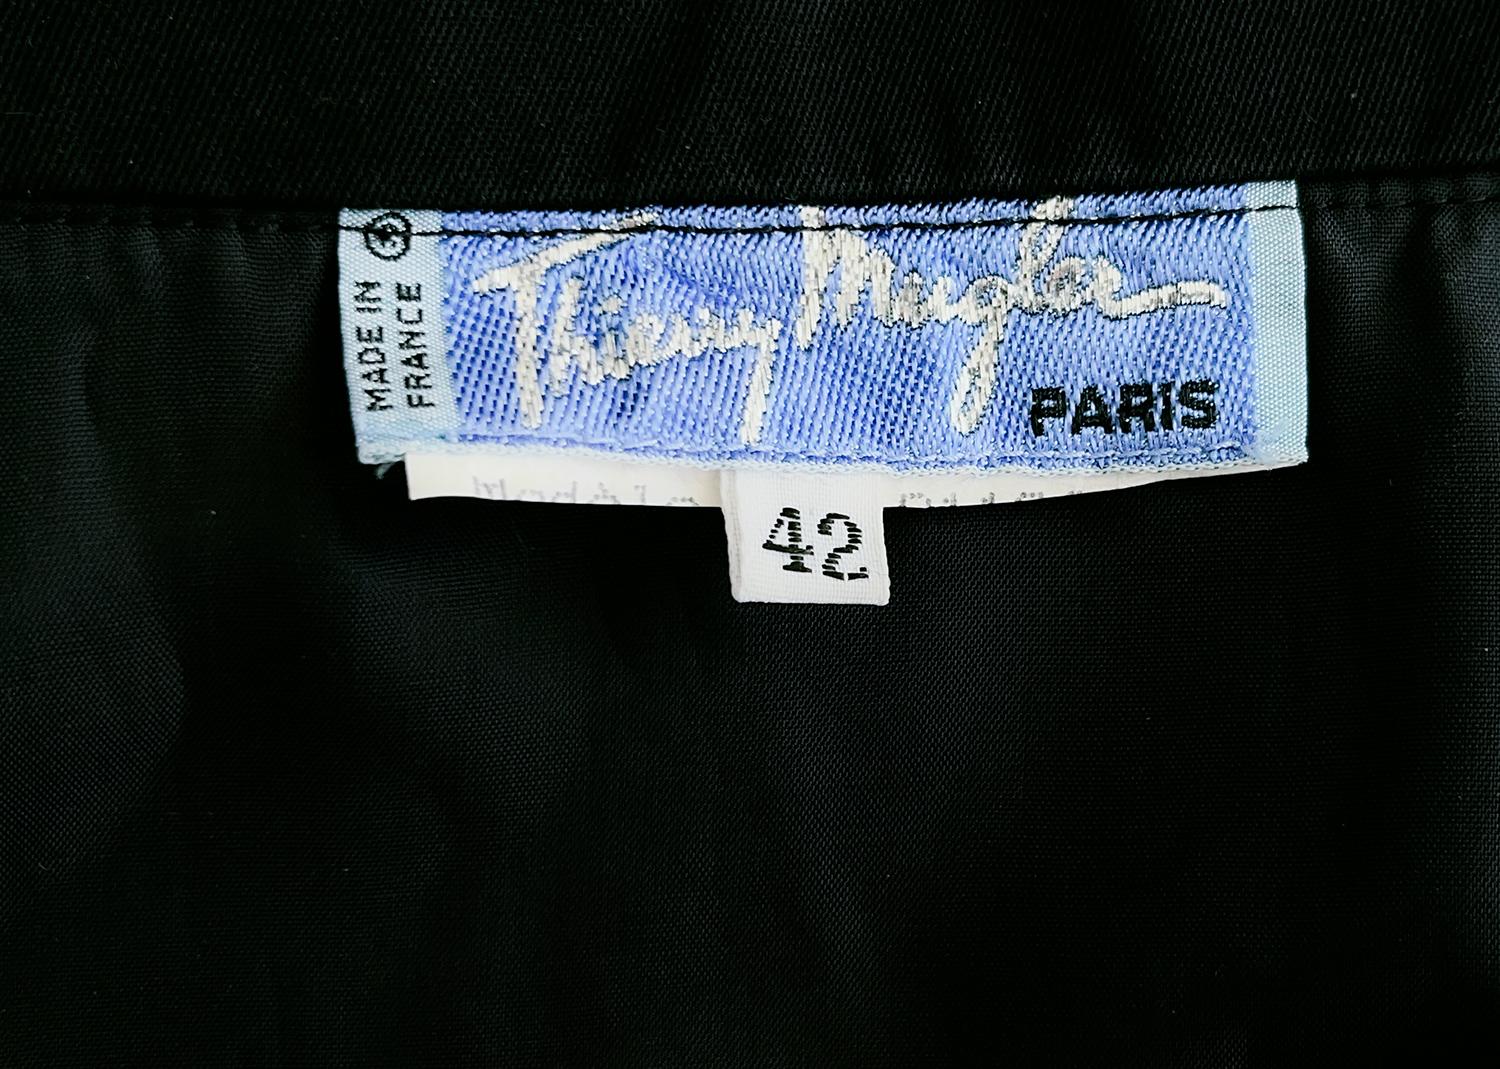 MADE IN
FRANCE
Thierry Mugler
PARIS
42